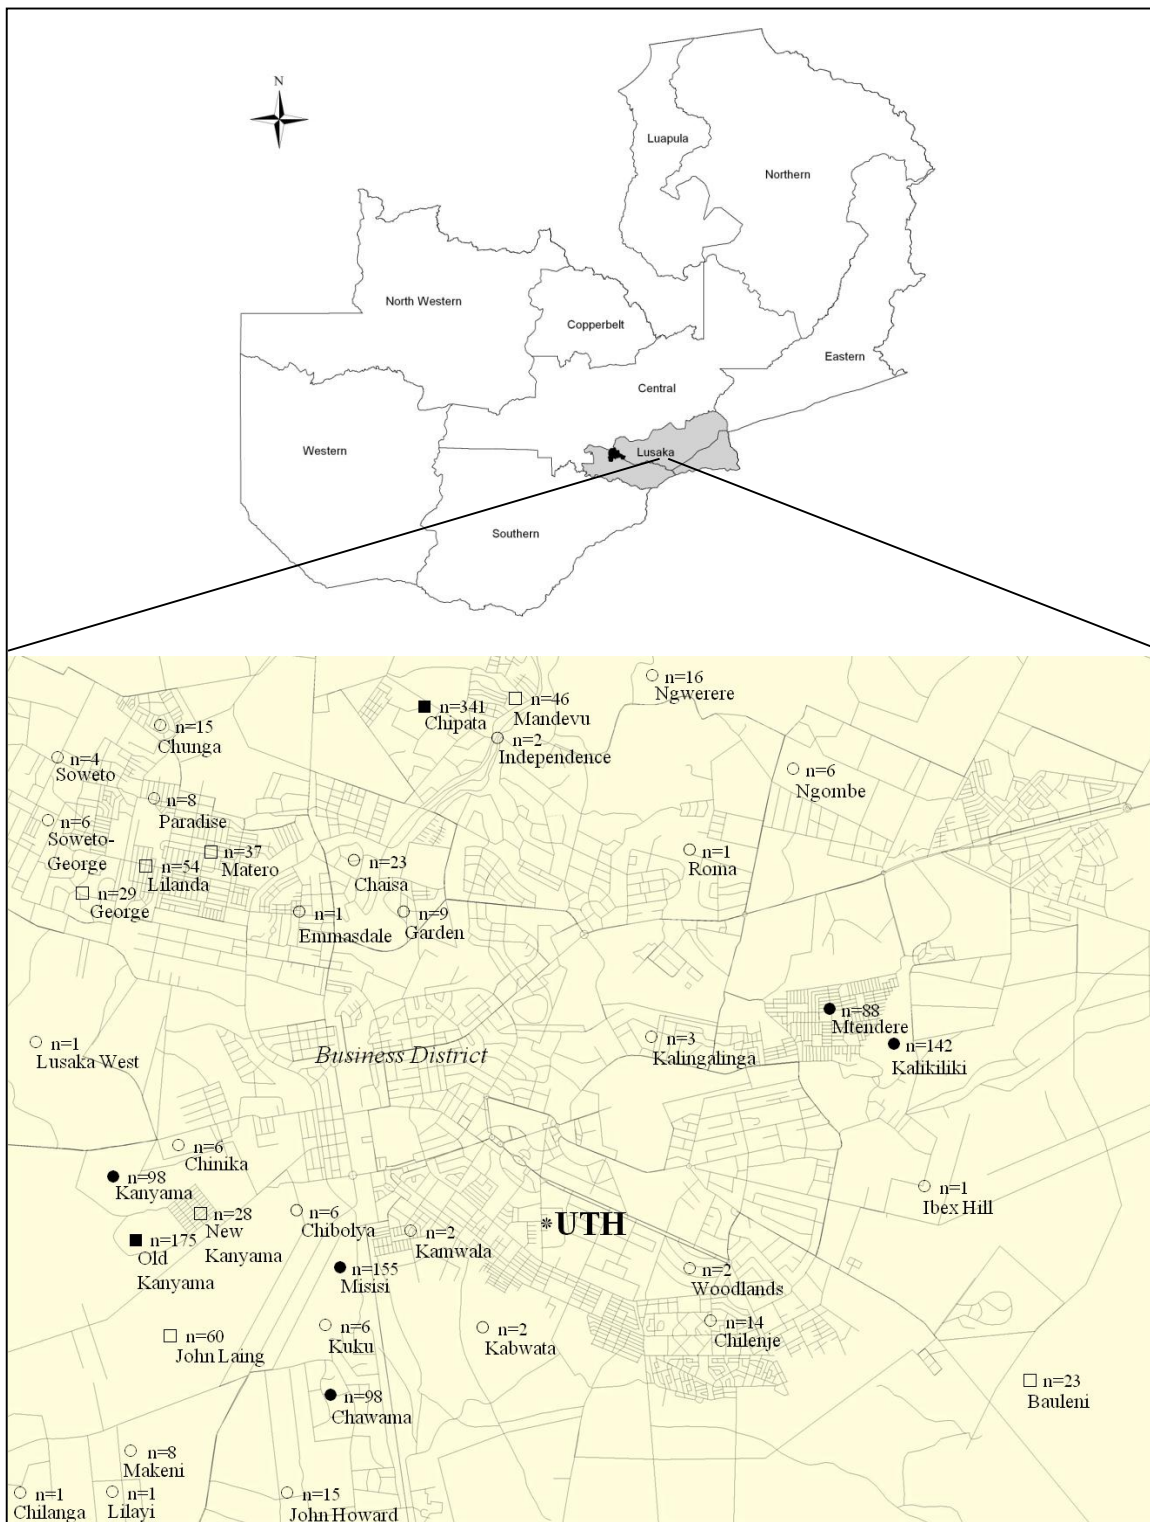 N
Luapula
Northern
North Western
Copperbelt
Eastern
Central
Western
Lusaka
Southern
n=16
Ngwerere
n=46
Mandevu
n=341
Chipata
n=2
Independence
n=15
Chunga
n=4
Soweto
n=6
Ngombe
n=8
Paradise
n=6
Soweto-
George
n=37
Matero
n=54
Lilanda
n=29
George
n=23
Chaisa
n=1
Roma
n=1
Emmasdale
n=9
Garden
n=88
Mtendere
n=142
Kalikiliki
n=3
Kalingalinga
n=1
Lusaka West
Business District
n=6
Chinika
n=98
Kanyama
n=28
New
Kanyama
n=6
Chibolya
n=2
Kamwala
UTH
n=1
Ibex Hill
n=175
Old
Kanyama
n=155
Misisi
n=2
Woodlands
n=60
John Laing
n=6
Kuku
n=2
Kabwata
n=14
Chilenje
n=98
Chawama
n=23
Bauleni
n=8
Makeni
n=1
Chilanga
n=1
Lilayi
n=15
John Howard